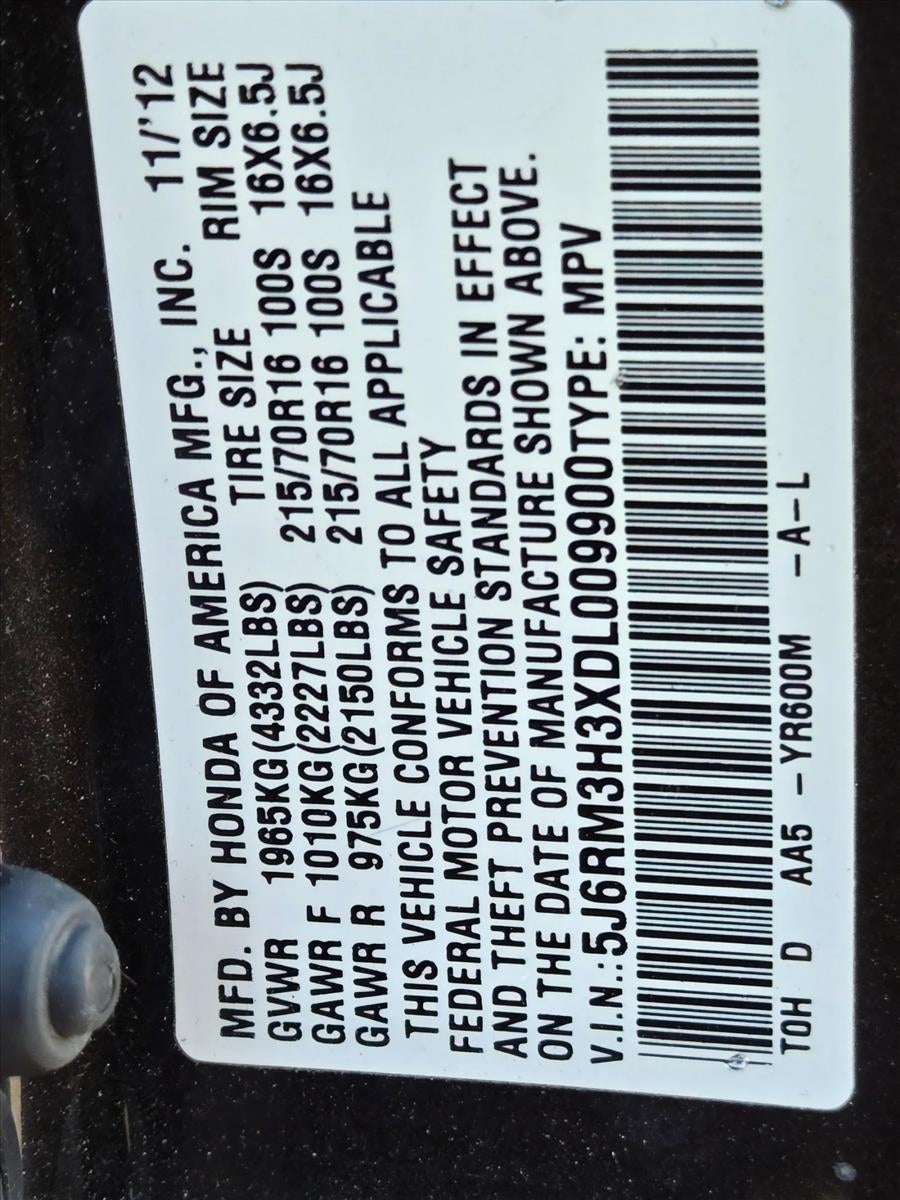 MFD. BY HONDA OF AMERICA MFG., INC. 11/'12
GVWR 1965KG(4332LBS) TIRE SIZE RIM SIZE
GAWR F 1010KG(2227LBS) 215/70R16 100S 16X6.5J
GAWR R 975KG(2150LBS) 215/70R16 100S 16X6.5J
THIS VEHICLE CONFORMS TO ALL APPLICABLE
FEDERAL MOTOR VEHICLE SAFETY
AND THEFT PREVENTION STANDARDS IN EFFECT
ON THE DATE OF MANUFACTURE SHOWN ABOVE.
V.I.N.:5J6RM3H3XDL009900TYPE: MPV
TOH D AA5 -YR600M -A-L